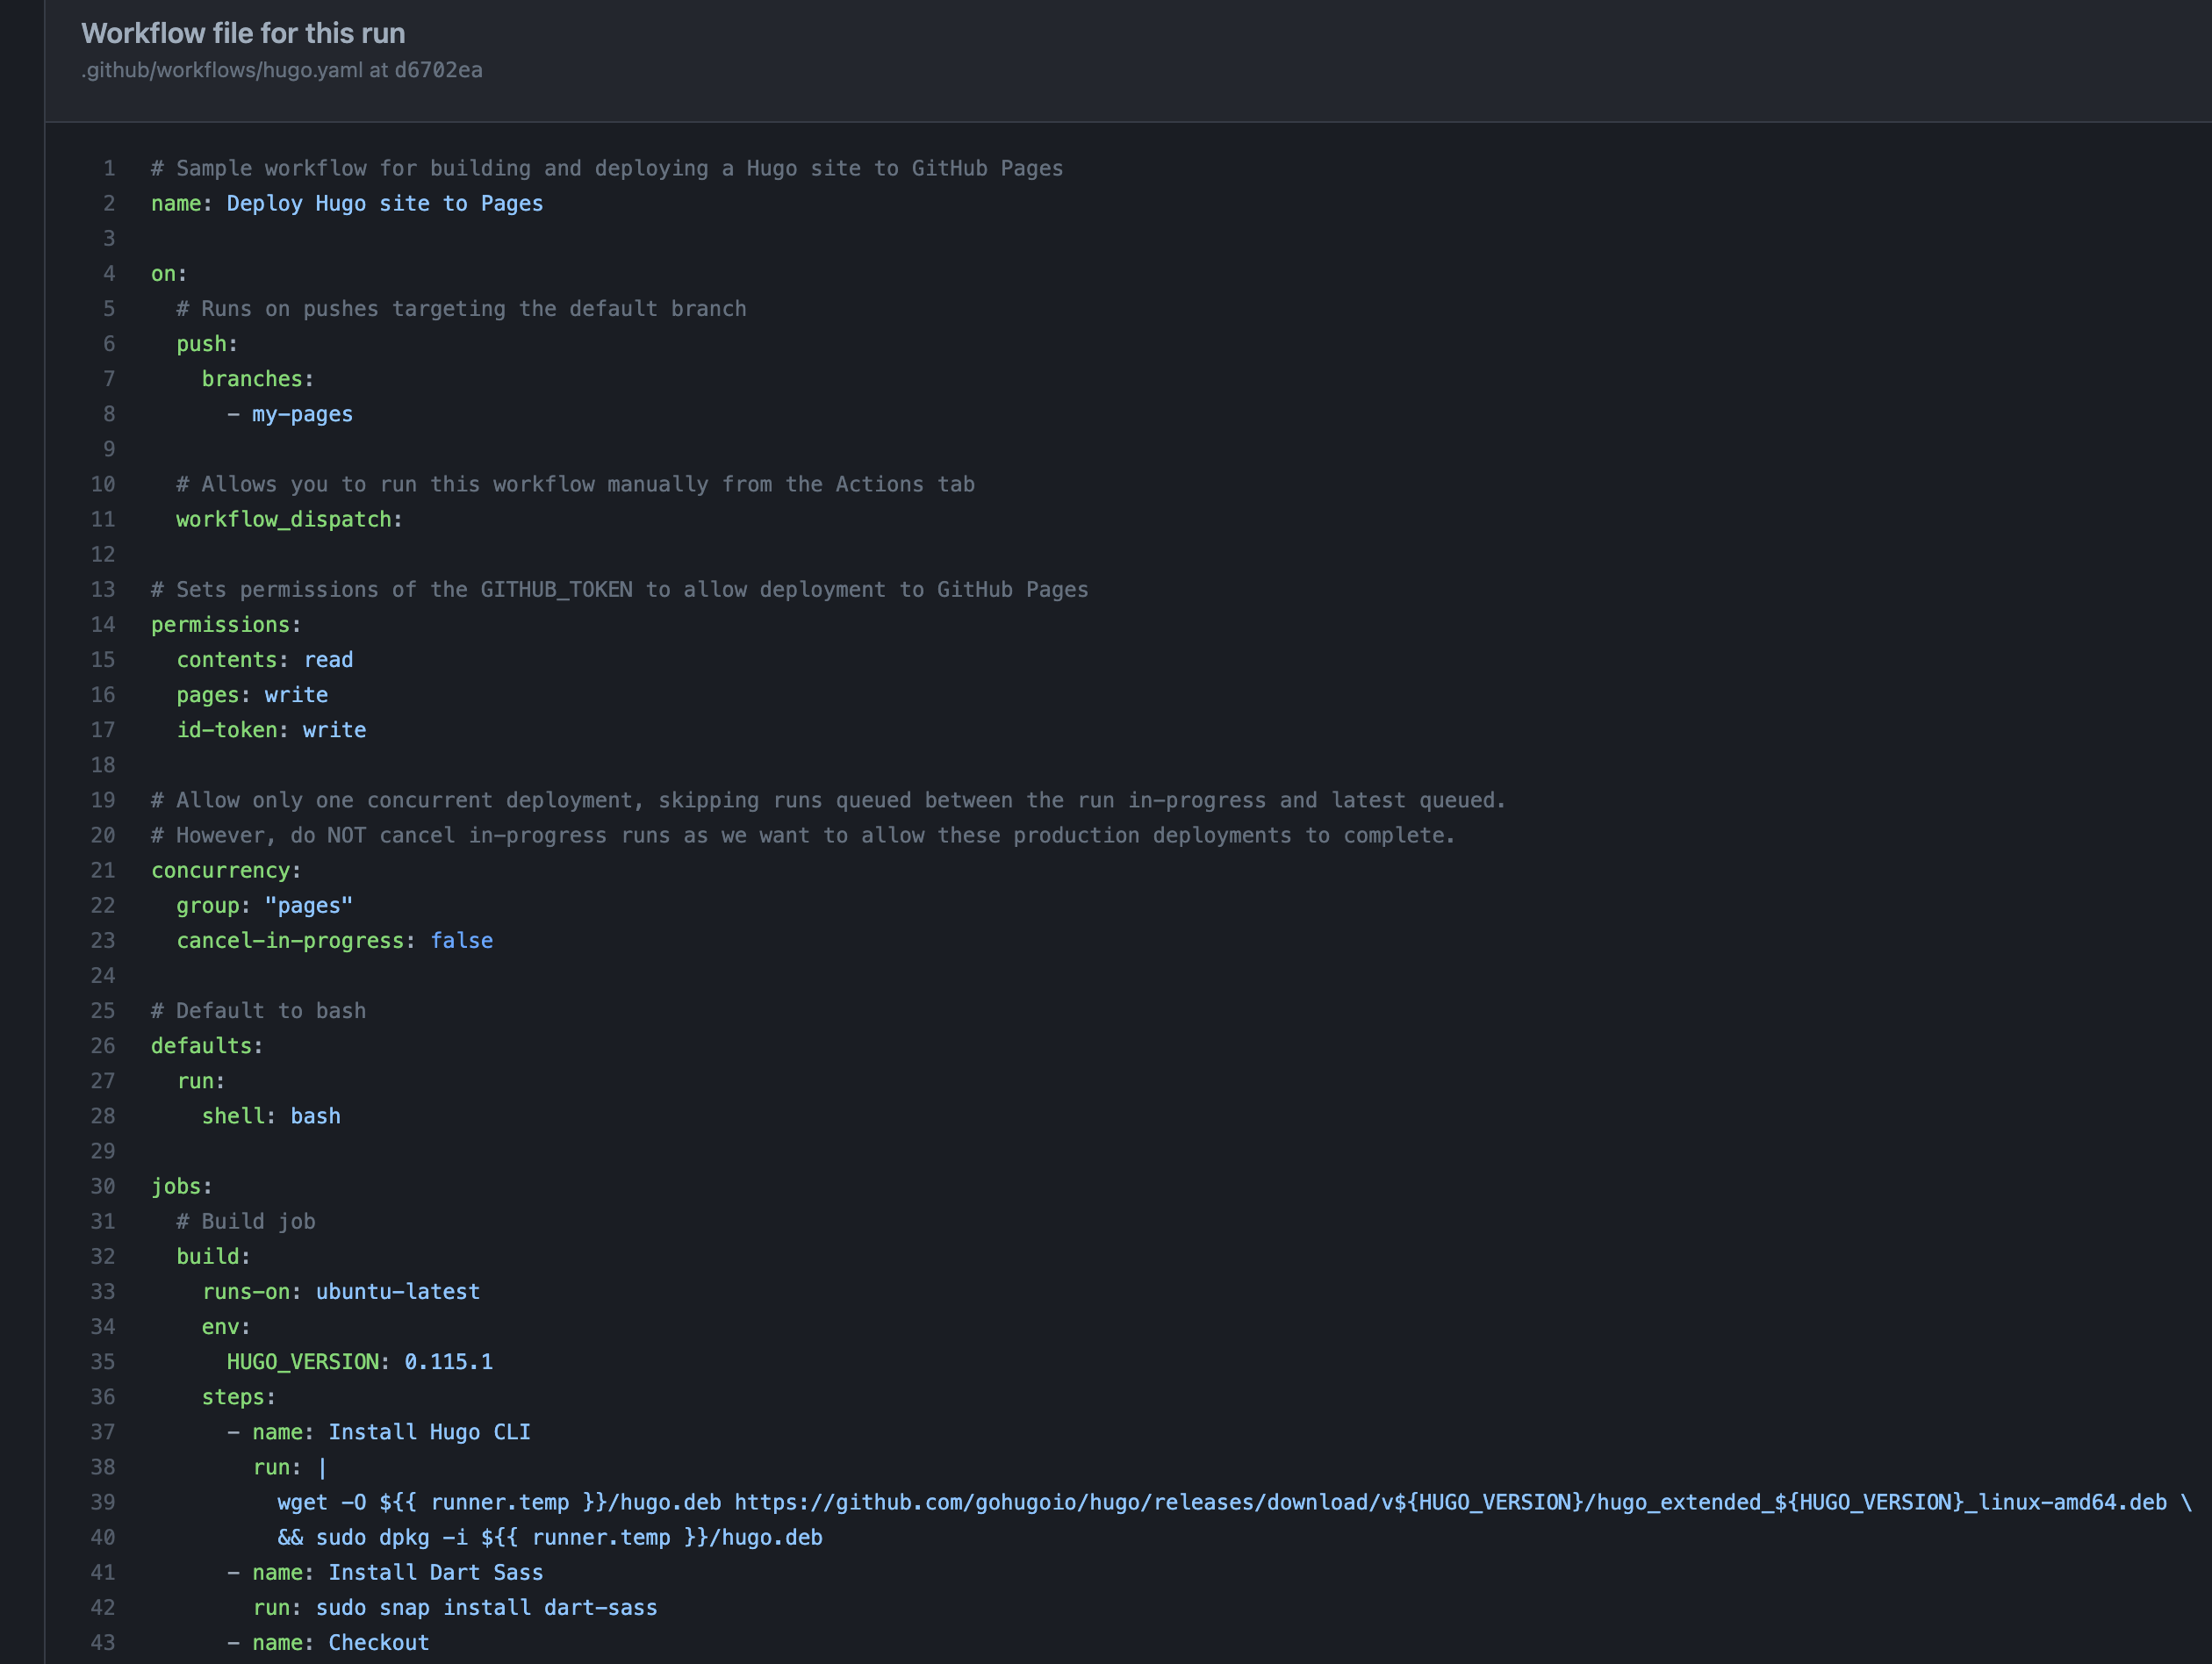 Workflow file for this run
.github/workflows/hugo.yaml at d6702ea
1 # Sample workflow for building and deploying a Hugo site to GitHub Pages
2 name: Deploy Hugo site to Pages
3
4 on:
5   # Runs on pushes targeting the default branch
6   push:
7     branches:
8       - my-pages
9
10   # Allows you to run this workflow manually from the Actions tab
11   workflow_dispatch:
12
13 # Sets permissions of the GITHUB_TOKEN to allow deployment to GitHub Pages
14 permissions:
15   contents: read
16   pages: write
17   id-token: write
18
19 # Allow only one concurrent deployment, skipping runs queued between the run in-progress and latest queued.
20 # However, do NOT cancel in-progress runs as we want to allow these production deployments to complete.
21 concurrency:
22   group: "pages"
23   cancel-in-progress: false
24
25 # Default to bash
26 defaults:
27   run:
28     shell: bash
29
30 jobs:
31   # Build job
32   build:
33     runs-on: ubuntu-latest
34     env:
35       HUGO_VERSION: 0.115.1
36     steps:
37       - name: Install Hugo CLI
38         run: |
39           wget -O ${{ runner.temp }}/hugo.deb https://github.com/gohugoio/hugo/releases/download/v${HUGO_VERSION}/hugo_extended_${HUGO_VERSION}_linux-amd64.deb \
40           && sudo dpkg -i ${{ runner.temp }}/hugo.deb
41       - name: Install Dart Sass
42         run: sudo snap install dart-sass
43       - name: Checkout